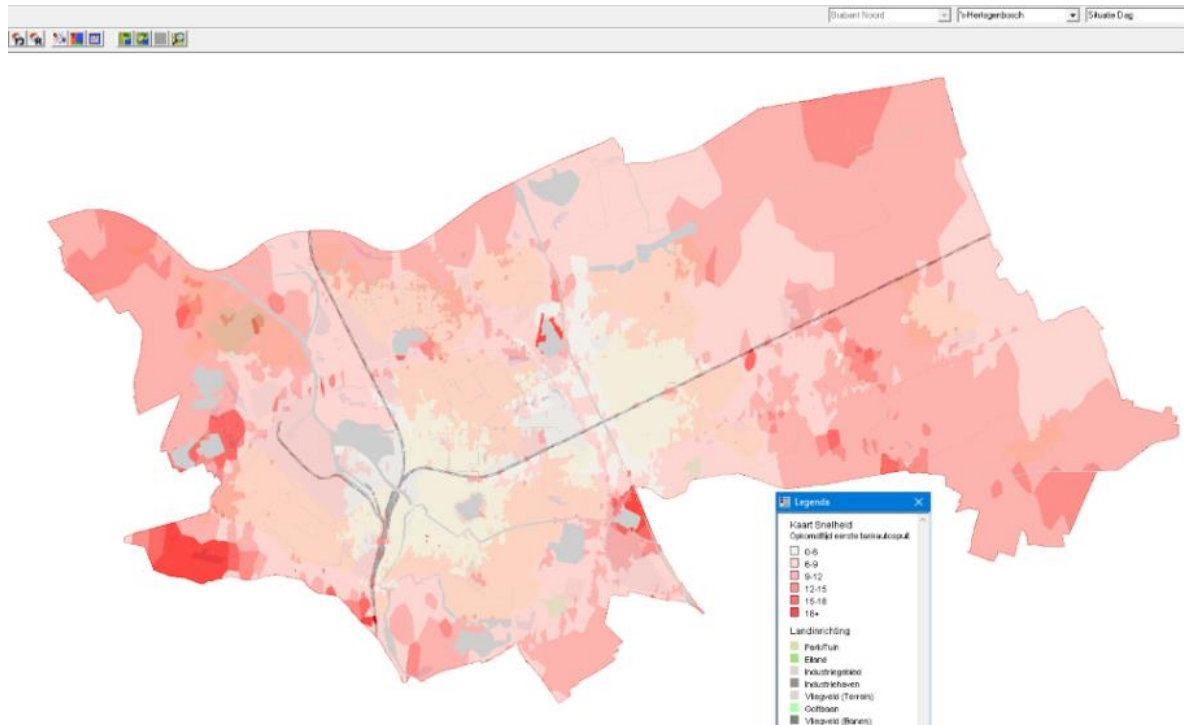 Brabant Noord
's-Hertogenbosch
Situatie Dag
Legenda
Kaart Snelheid
Opkomsttijd eerste tankautospuit
0-6
6-9
9-12
12-15
15-18
18+
Landinrichting
Park/Tuin
Eiland
Industriegebied
Industriehaven
Vliegveld (Terrein)
Golfbaan
Vliegveld (Banen)